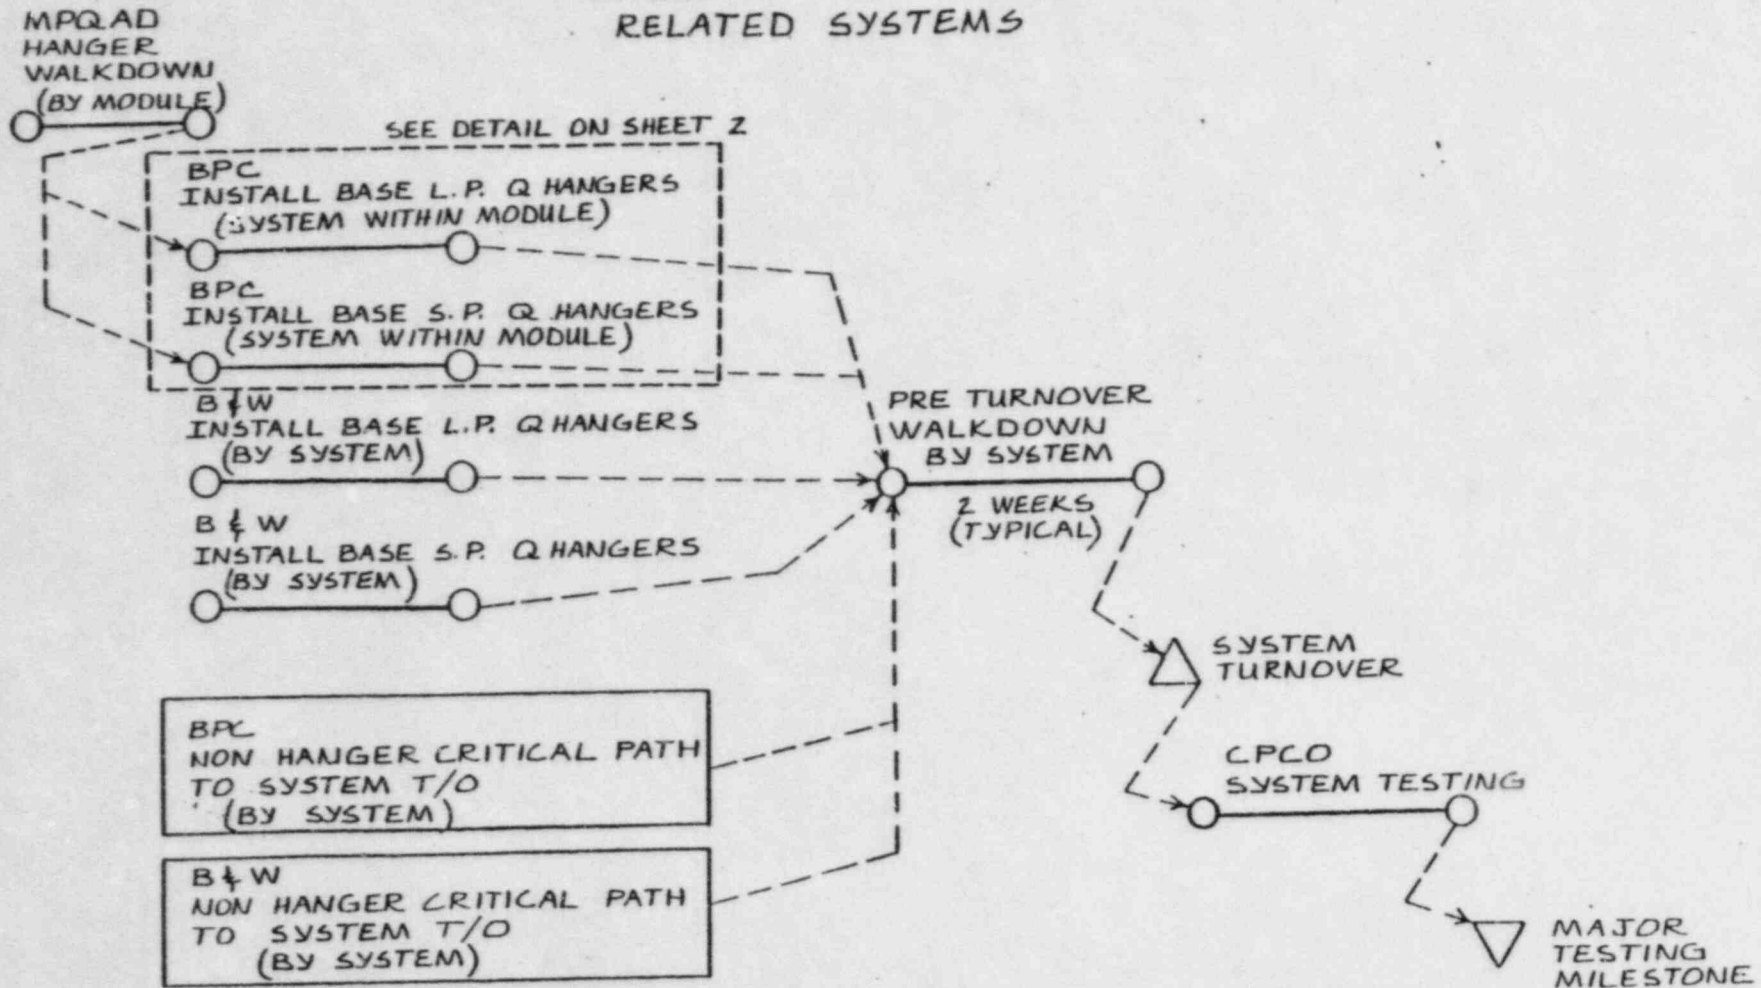 RELATED SYSTEMS
MPQAD
HANGER
WALKDOWN
(BY MODULE)
SEE DETAIL ON SHEET 2
BPC
INSTALL BASE L.P. Q HANGERS
(SYSTEM WITHIN MODULE)
BPC
INSTALL BASE S.P. Q HANGERS
(SYSTEM WITHIN MODULE)
B & W
INSTALL BASE L.P. Q HANGERS
(BY SYSTEM)
B & W
INSTALL BASE S.P. Q HANGERS
(BY SYSTEM)
PRE TURNOVER
WALKDOWN
BY SYSTEM
2 WEEKS
(TYPICAL)
SYSTEM
TURNOVER
BPC
NON HANGER CRITICAL PATH
TO SYSTEM T/O
(BY SYSTEM)
CPCO
SYSTEM TESTING
B & W
NON HANGER CRITICAL PATH
TO SYSTEM T/O
(BY SYSTEM)
MAJOR
TESTING
MILESTONE